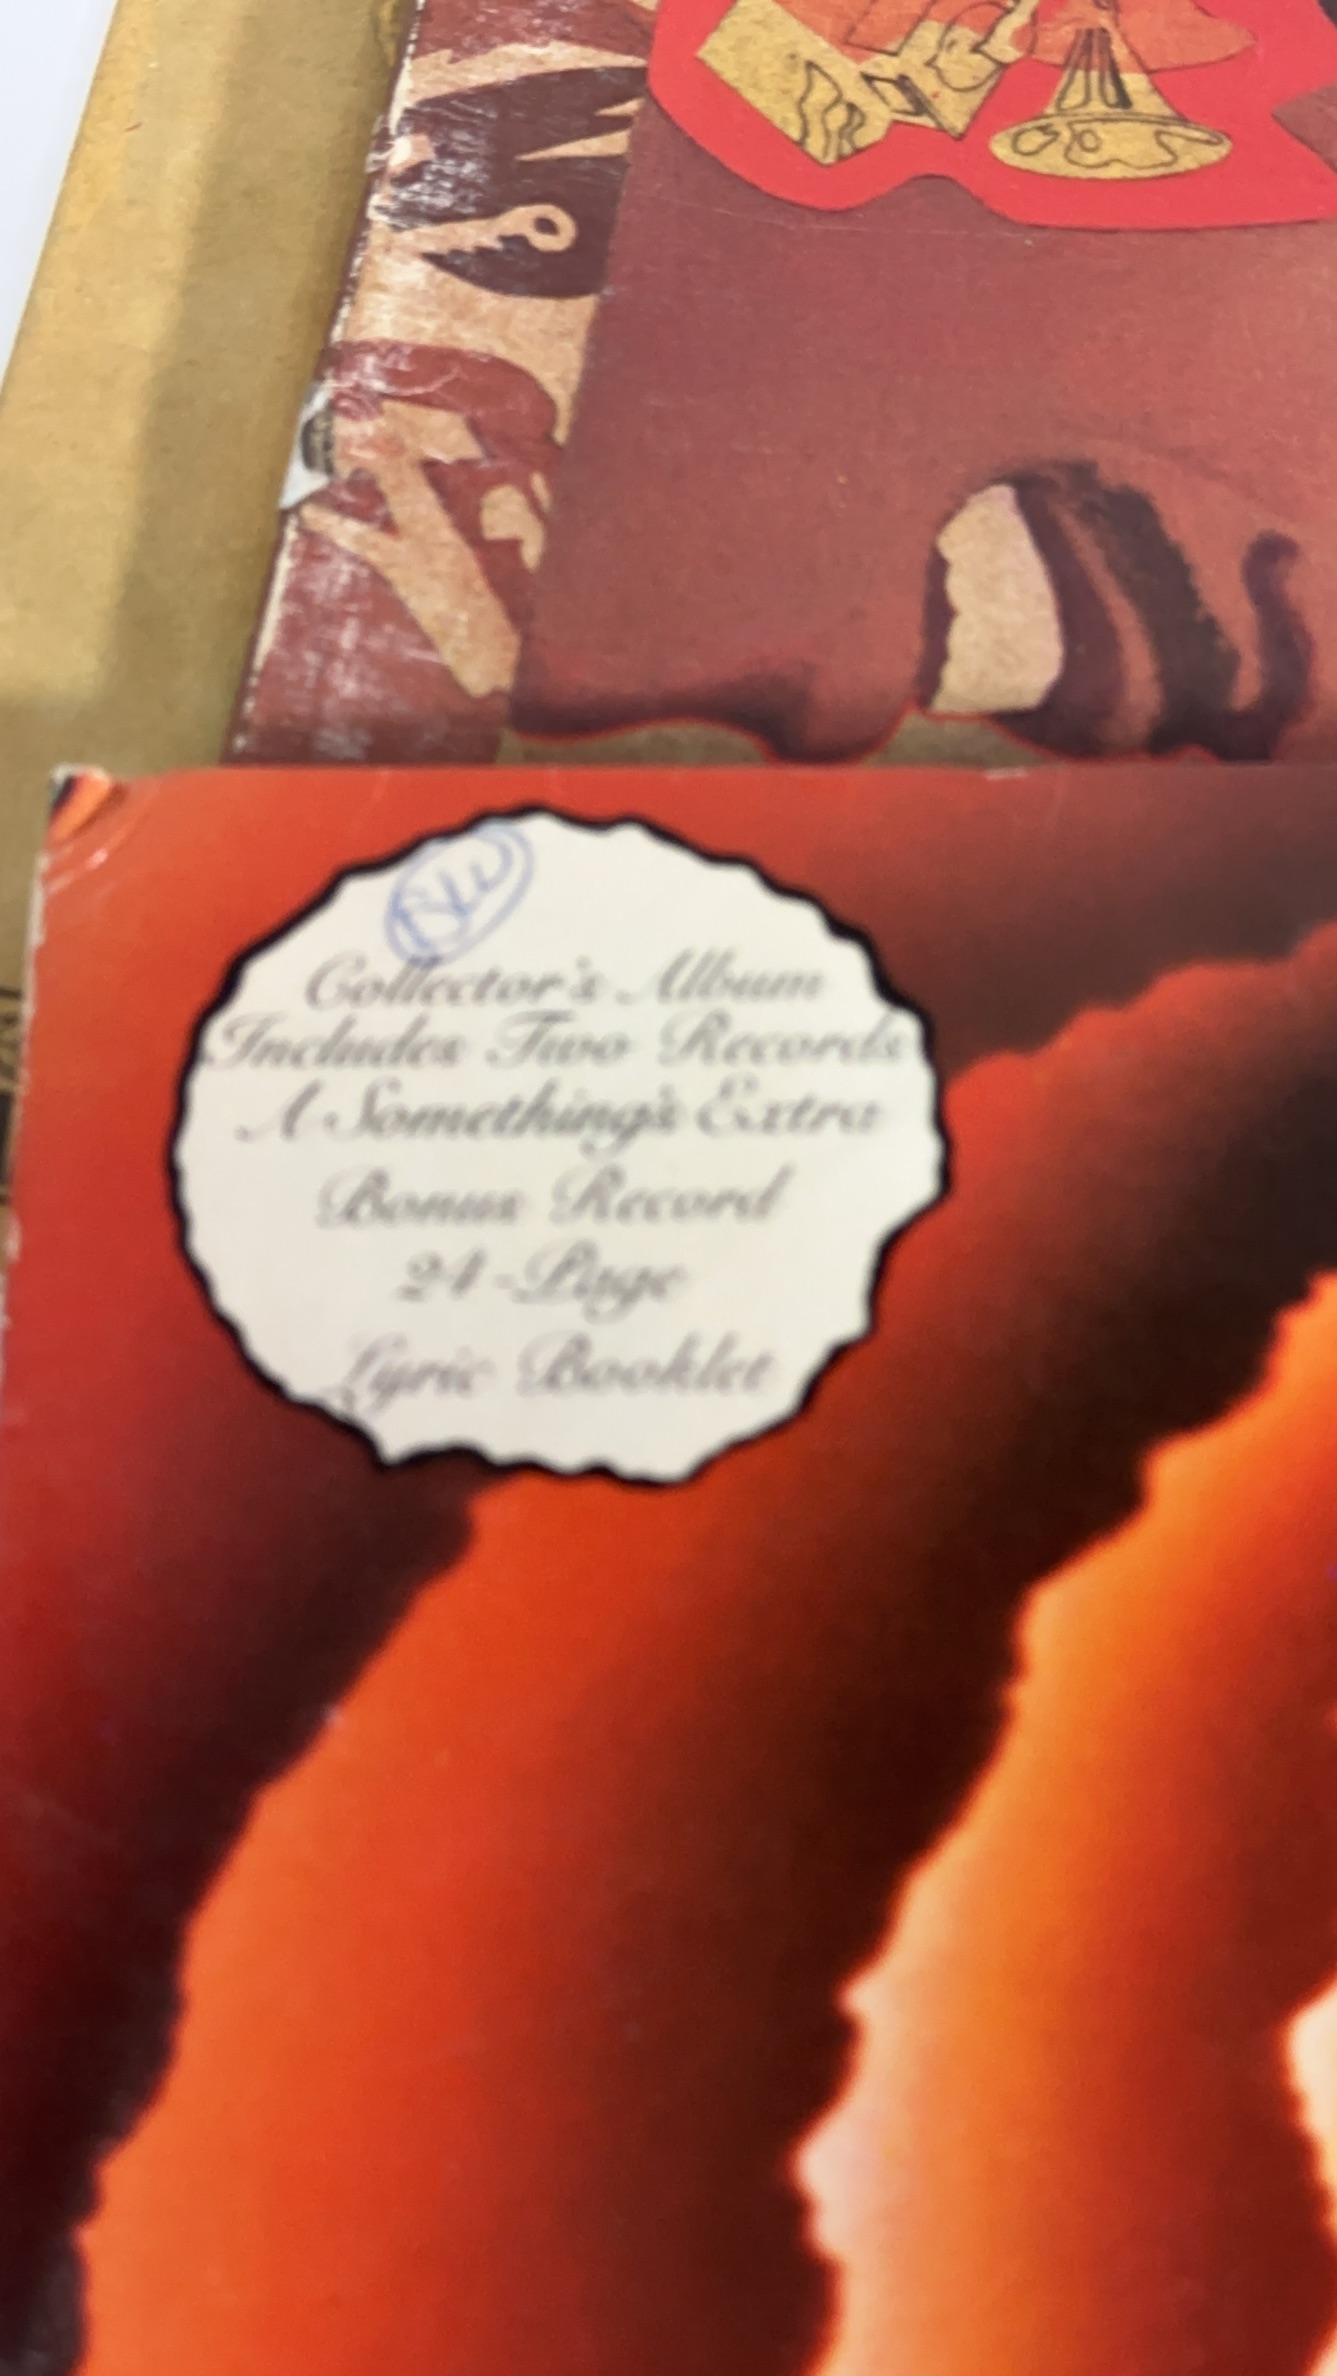 Collector's Album
Includes Two Records
A Something's Extra
Bonus Record
24-Page
Lyric Booklet